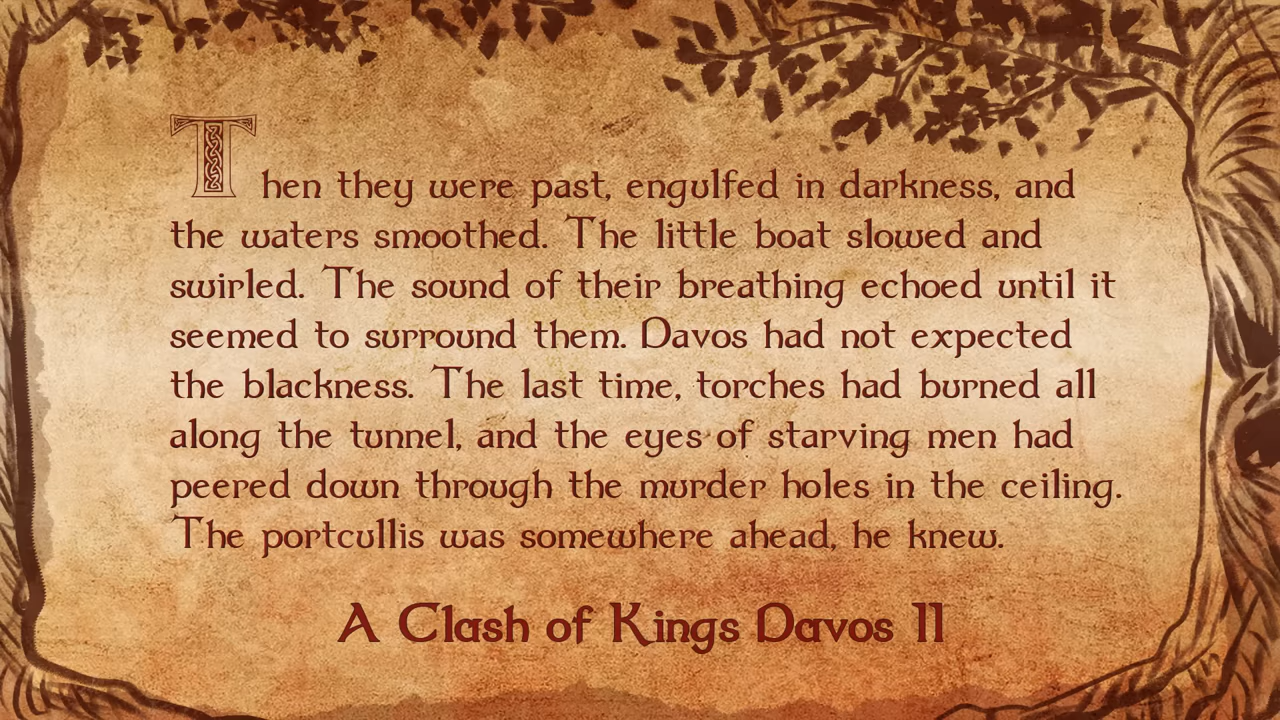 Then they were past, engulfed in darkness, and
the waters smoothed. The little boat slowed and
swirled. The sound of their breathing echoed until it
seemed to surround them. Davos had not expected
the blackness. The last time, torches had burned all
along the tunnel, and the eyes of starving men had
peered down through the murder holes in the ceiling.
The portcullis was somewhere ahead, he knew.
A Clash of Kings Davos II